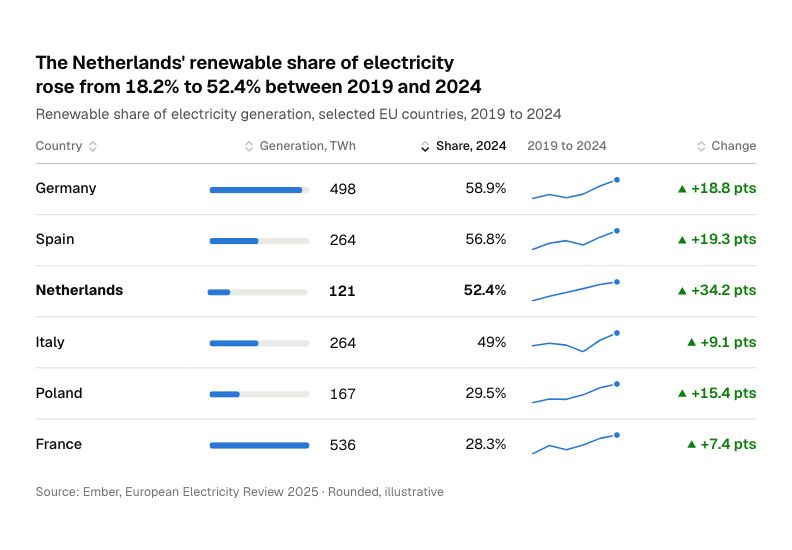 The Netherlands' renewable share of electricity
rose from 18.2% to 52.4% between 2019 and 2024
Renewable share of electricity generation, selected EU countries, 2019 to 2024
Country Generation, TWh Share, 2024 2019 to 2024 Change
Germany 498 58.9% ▲ +18.8 pts
Spain 264 56.8% ▲ +19.3 pts
Netherlands 121 52.4% ▲ +34.2 pts
Italy 264 49% ▲ +9.1 pts
Poland 167 29.5% ▲ +15.4 pts
France 536 28.3% ▲ +7.4 pts
Source: Ember, European Electricity Review 2025 · Rounded, illustrative